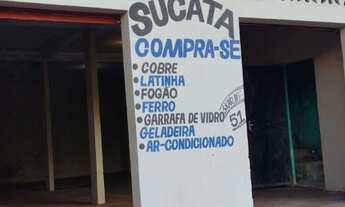 SUCATA
COMPRA-SE
• COBRE
• LATINHA
• FOGÃO
• FERRO
• GARRAFA DE VIDRO
51
GELADEIRA
• AR-CONDICIONADO